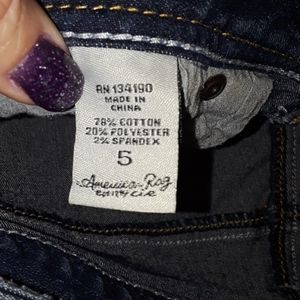 RN 134190
MADE IN
CHINA
78% COTTON
20% POLYESTER
2% SPANDEX
5
American Rag
cie